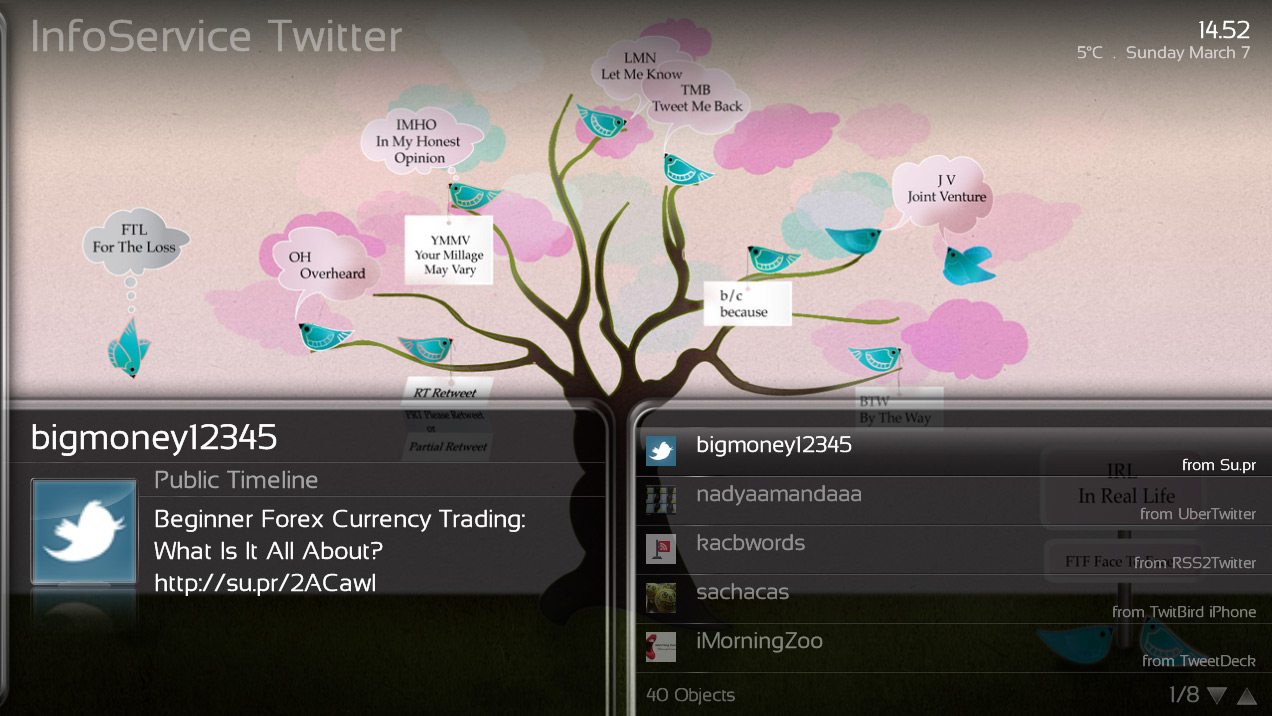 InfoService Twitter
14.52
5°C . Sunday March 7
LMN
Let Me Know
TMB
Tweet Me Back
IMHO
In My Honest
Opinion
J V
Joint Venture
FTL
For The Loss
OH
Overheard
YMMV
Your Millage
May Vary
b/c
because
RT Retweet
PRT Please Retweet
or
Partial Retweet
BTW
By The Way
bigmoney12345
Public Timeline
Beginner Forex Currency Trading:
What Is It All About?
http://su.pr/2ACawl
bigmoney12345
from Su.pr
nadyaamandaaa
from UberTwitter
kacbwords
from RSS2Twitter
sachacas
from TwitBird iPhone
iMorningZoo
from TweetDeck
IRL
In Real Life
FTF Face To
40 Objects
1/8